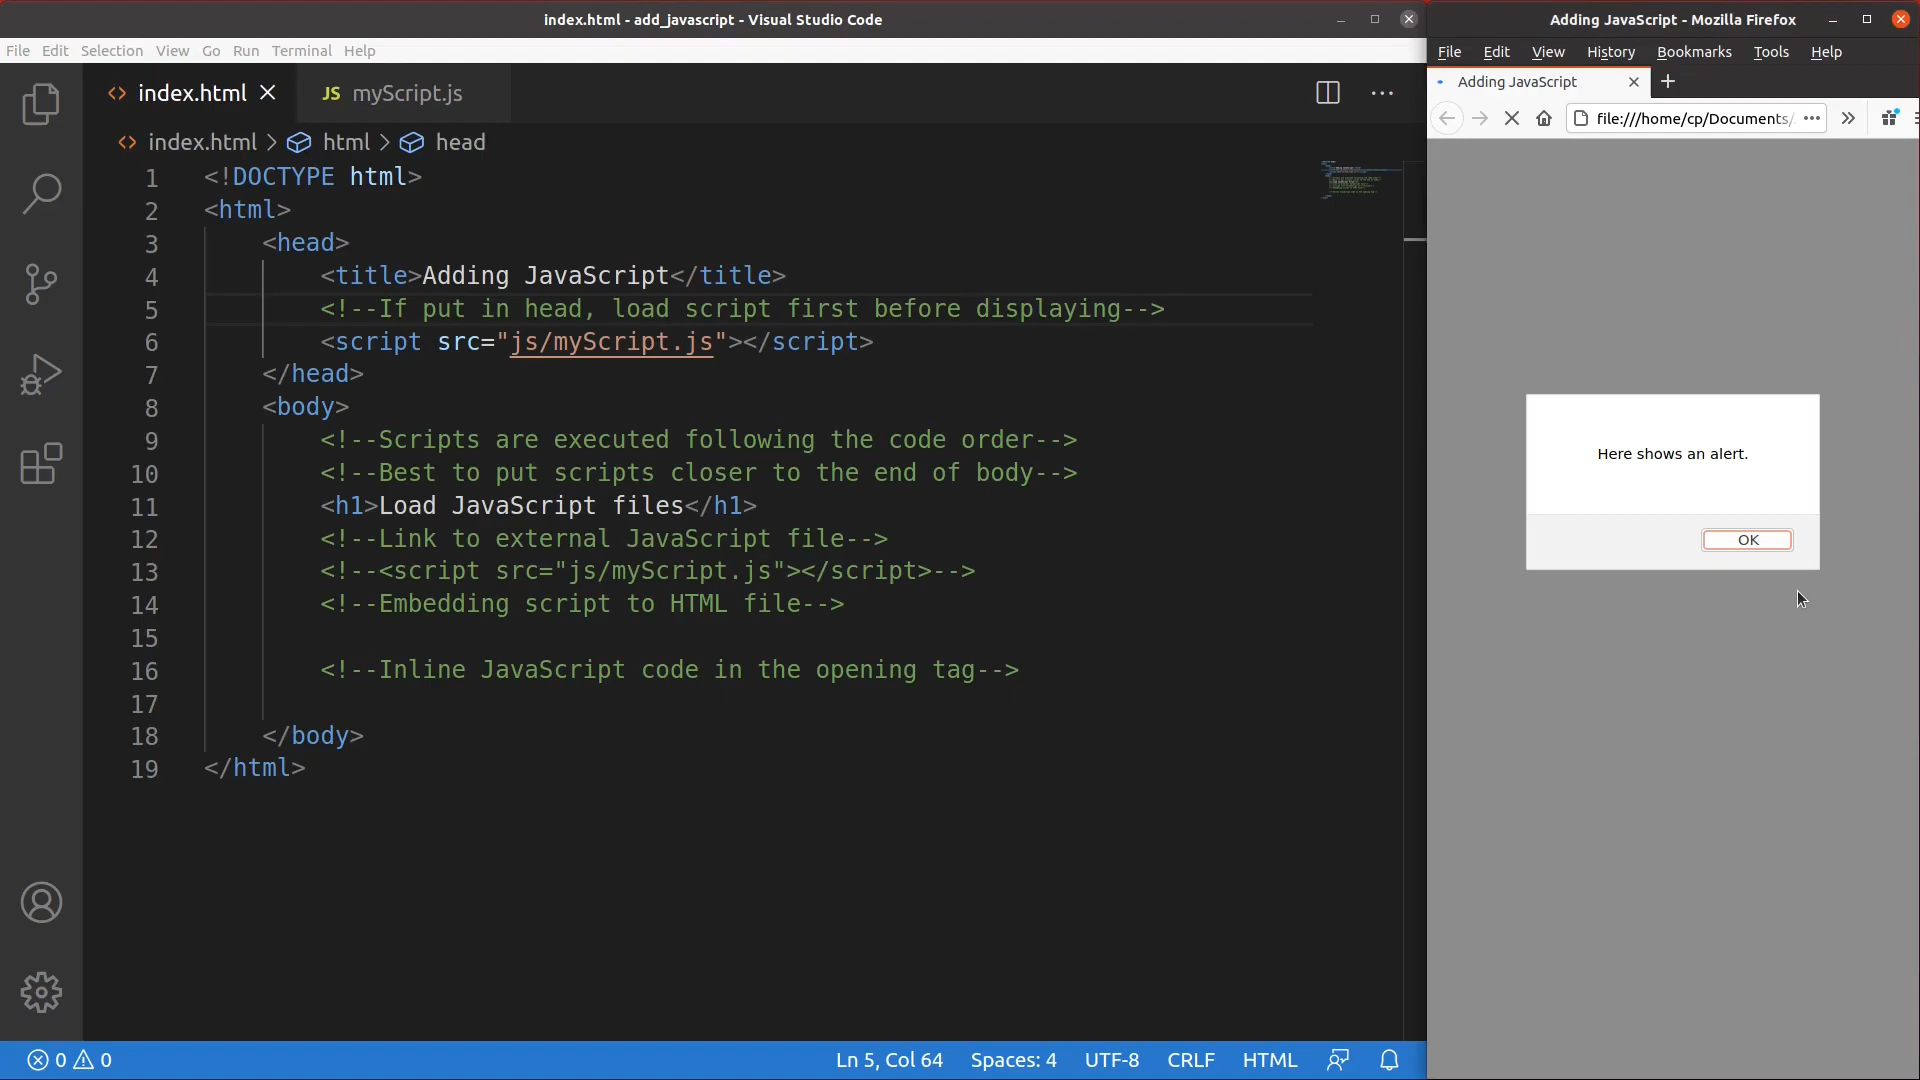 index.html - add_javascript - Visual Studio Code
File Edit Selection View Go Run Terminal Help
index.html
JS myScript.js
index.html > html > head
1 <!DOCTYPE html>
2 <html>
3 <head>
4 <title>Adding JavaScript</title>
5 <!--If put in head, load script first before displaying-->
6 <script src="js/myScript.js"></script>
7 </head>
8 <body>
9 <!--Scripts are executed following the code order-->
10 <!--Best to put scripts closer to the end of body-->
11 <h1>Load JavaScript files</h1>
12 <!--Link to external JavaScript file-->
13 <!--<script src="js/myScript.js"></script>-->
14 <!--Embedding script to HTML file-->
15
16 <!--Inline JavaScript code in the opening tag-->
17
18 </body>
19 </html>
0 0
Ln 5, Col 64 Spaces: 4 UTF-8 CRLF HTML
Adding JavaScript - Mozilla Firefox
File Edit View History Bookmarks Tools Help
Adding JavaScript
file:///home/cp/Documents/
Here shows an alert.
OK